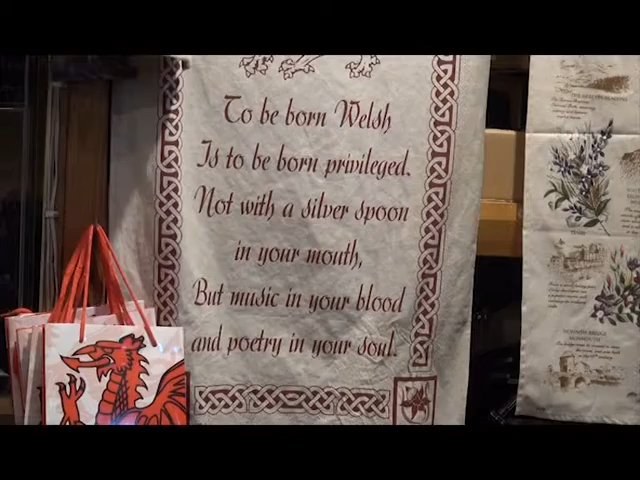 To be born Welsh
Is to be born privileged.
Not with a silver spoon
in your mouth,
But music in your blood
and poetry in your soul.